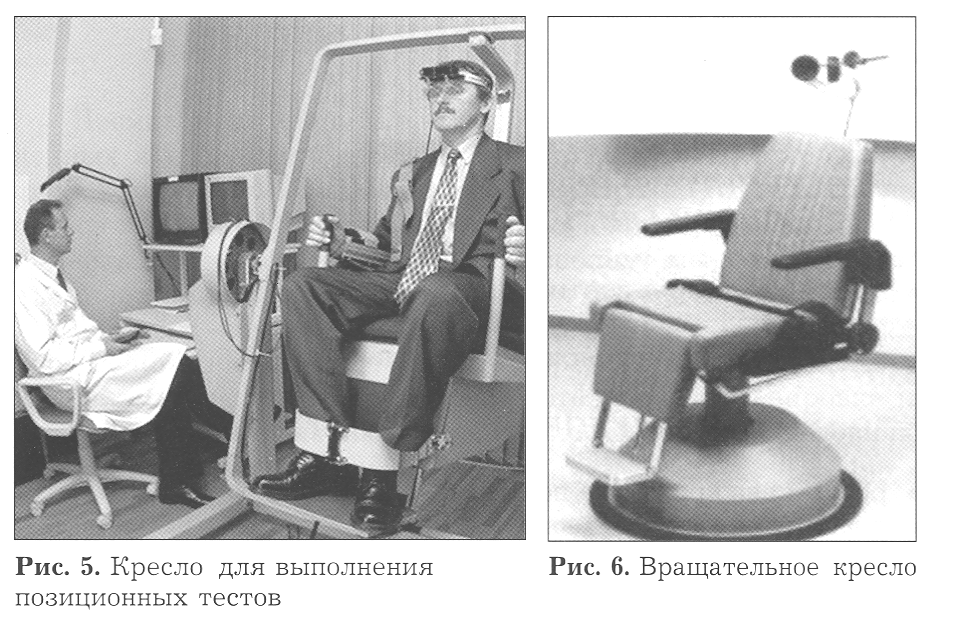 Рис. 5. Кресло для выполнения
позиционных тестов
Рис. 6. Вращательное кресло